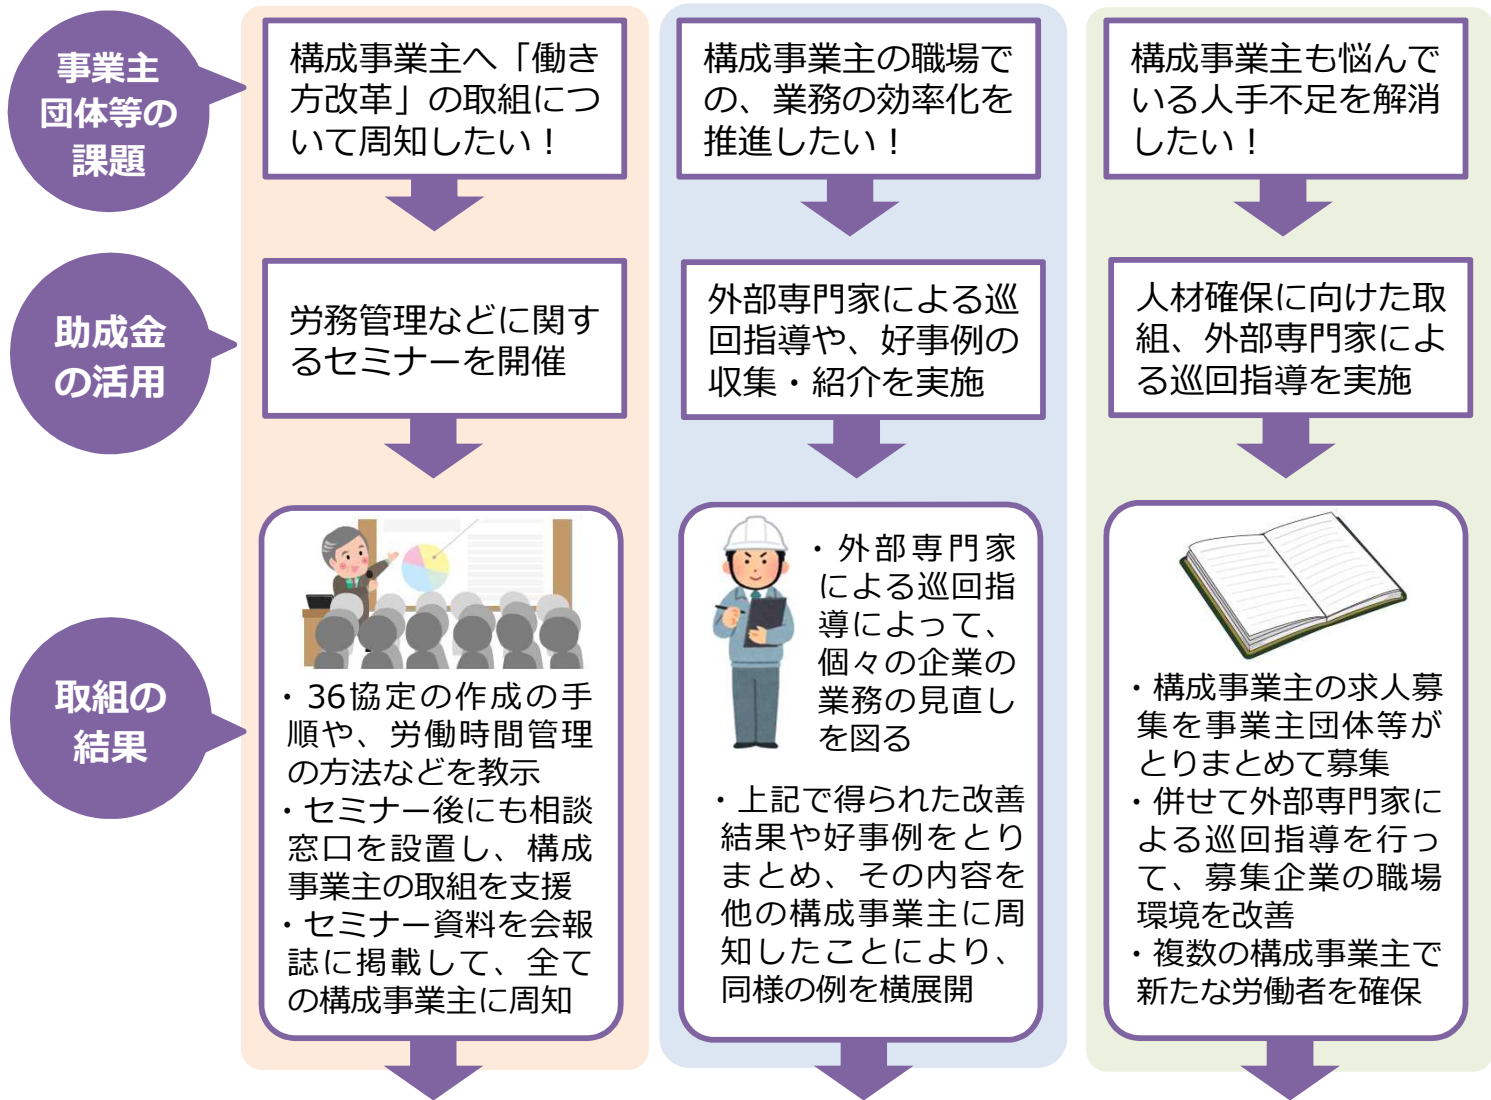 事業主
団体等の
課題
構成事業主へ「働き
方改革」の取組につ
いて周知したい！
構成事業主の職場で
の、業務の効率化を
推進したい！
構成事業主も悩んで
いる人手不足を解消
したい！
助成金
の活用
労務管理などに関す
るセミナーを開催
外部専門家による巡
回指導や、好事例の
収集・紹介を実施
人材確保に向けた取
組、外部専門家によ
る巡回指導を実施
取組の
結果
・36協定の作成の手
順や、労働時間管理
の方法などを教示
・セミナー後にも相談
窓口を設置し、構成
事業主の取組を支援
・セミナー資料を会報
誌に掲載して、全て
の構成事業主に周知
・外部専門家
による巡回指
導によって、
個々の企業の
業務の見直し
を図る
・上記で得られた改善
結果や好事例をとり
まとめ、その内容を
他の構成事業主に周
知したことにより、
同様の例を横展開
・構成事業主の求人募
集を事業主団体等が
とりまとめて募集
・併せて外部専門家に
よる巡回指導を行っ
て、募集企業の職場
環境を改善
・複数の構成事業主で
新たな労働者を確保